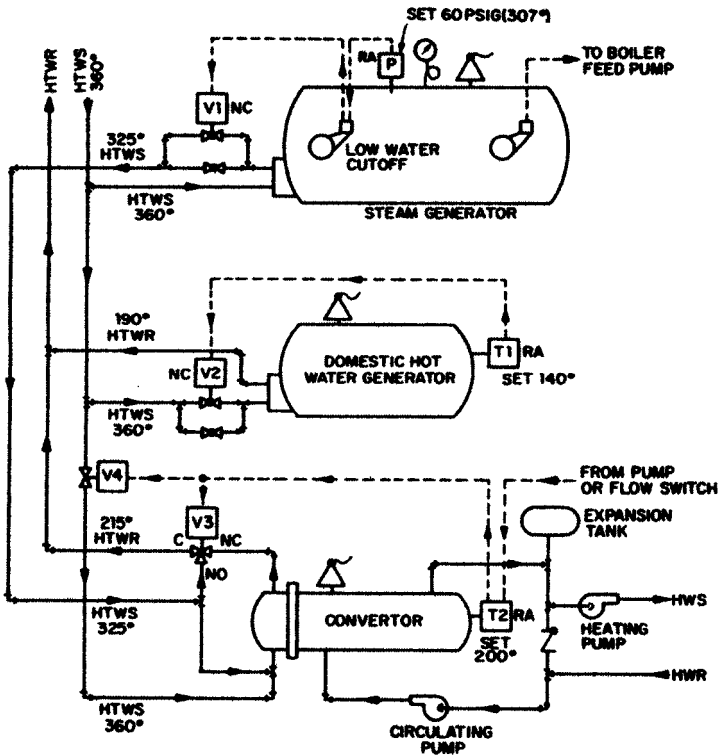 SET 60 PSIG(307°)
HTWR
HTWS
360°
RA
P
TO BOILER
FEED PUMP
V1
NC
325°
HTWS
LOW WATER
CUTOFF
HTWS
360°
STEAM GENERATOR
190°
HTWR
NC
V2
DOMESTIC HOT
WATER GENERATOR
T1
RA
SET 140°
HTWS
360°
V4
FROM PUMP
OR FLOW SWITCH
V3
EXPANSION
TANK
215°
HTWR
C
NC
NO
HTWS
325°
CONVERTOR
T2
RA
SET
200°
HWS
HEATING
PUMP
HWR
HTWS
360°
CIRCULATING
PUMP